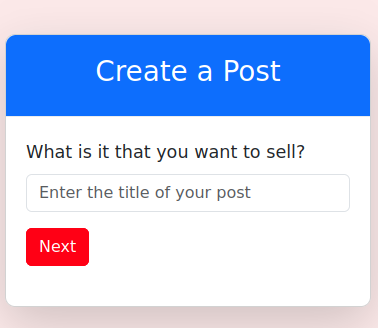 Create a Post
What is it that you want to sell?
Enter the title of your post
Next